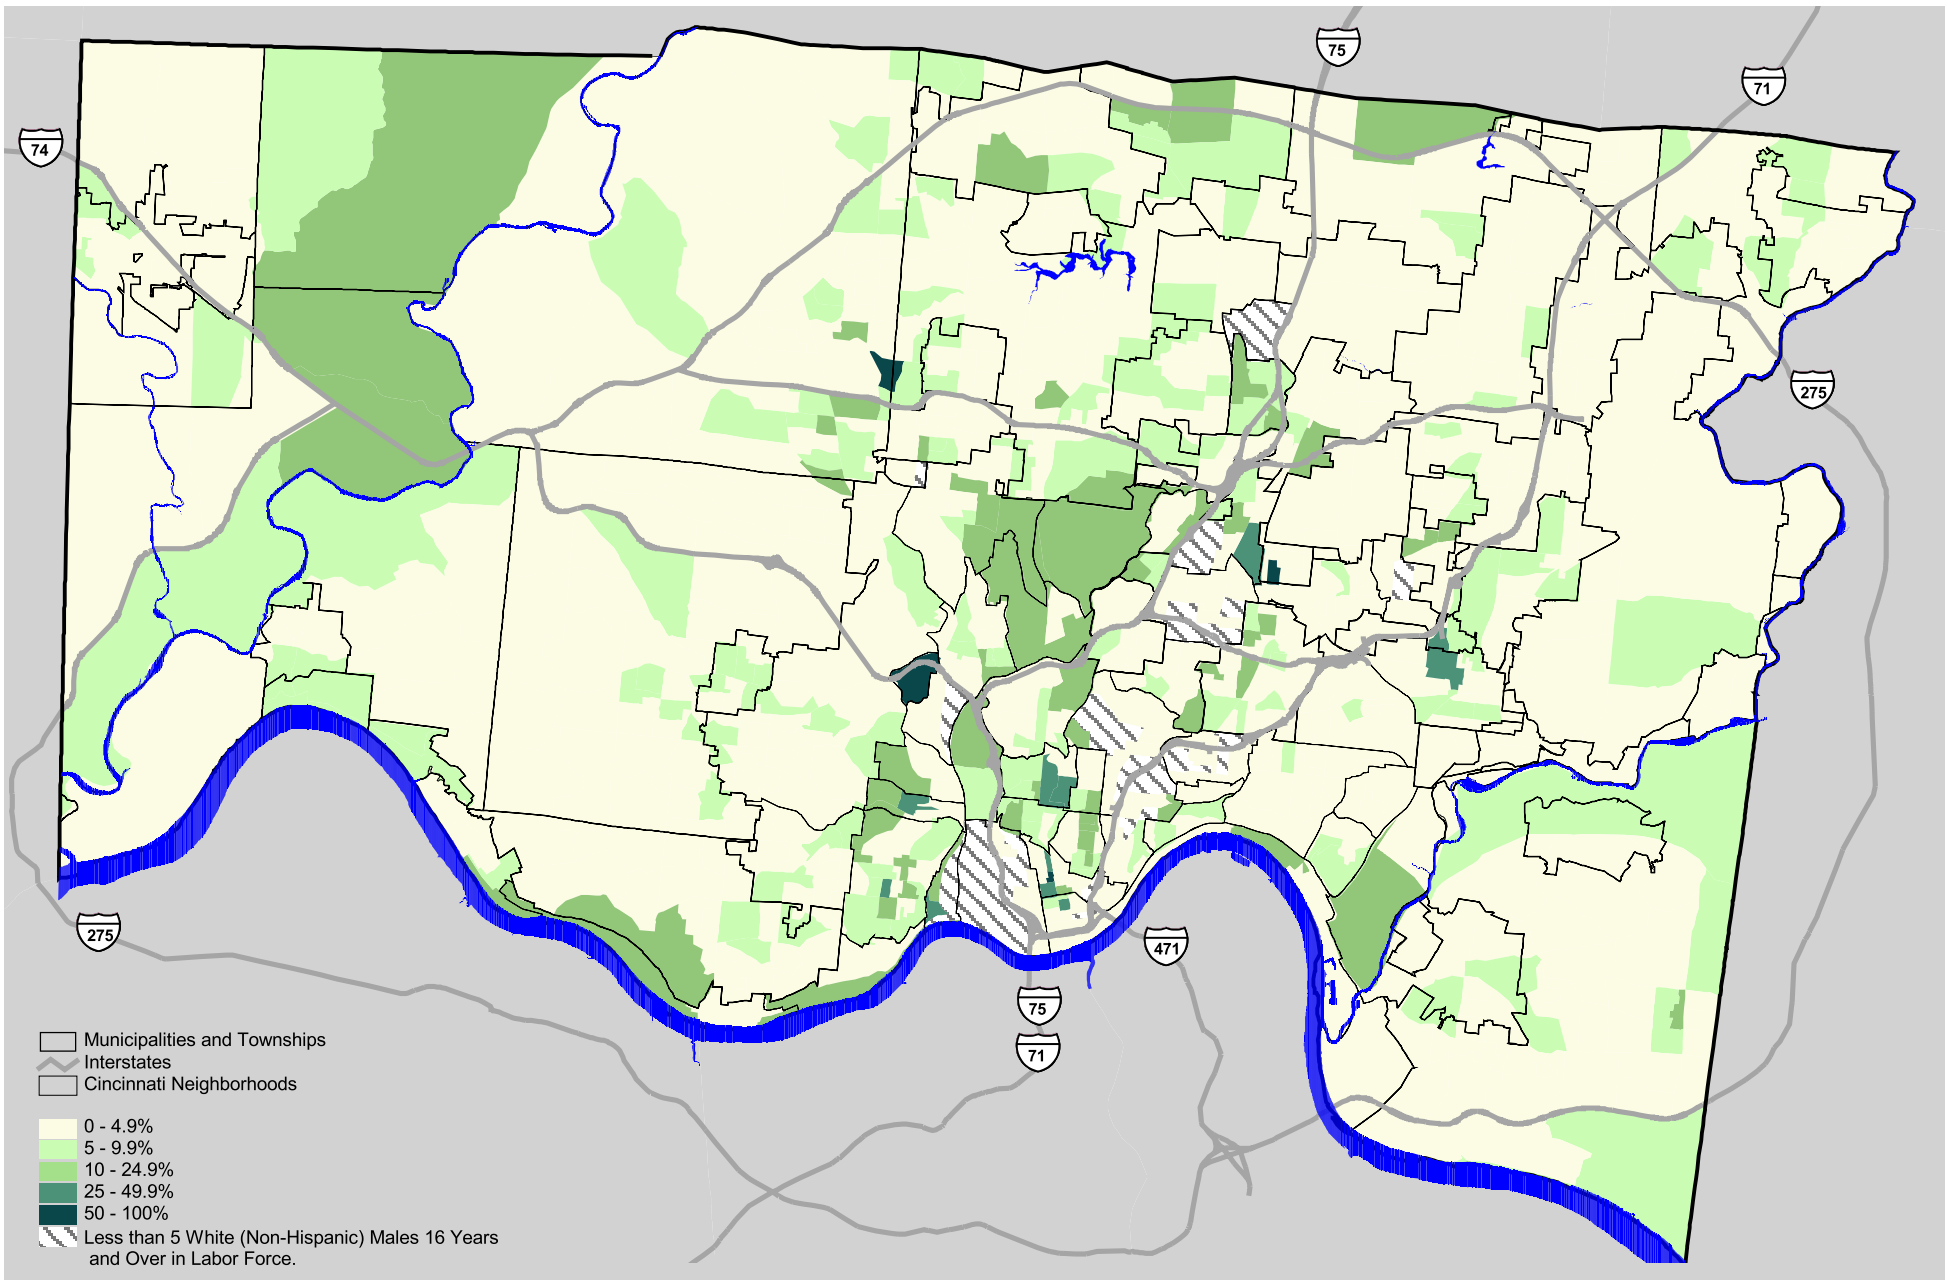 75
71
74
275
275
471
75
71
Municipalities and Townships
Interstates
Cincinnati Neighborhoods
0 - 4.9%
5 - 9.9%
10 - 24.9%
25 - 49.9%
50 - 100%
Less than 5 White (Non-Hispanic) Males 16 Years
and Over in Labor Force.